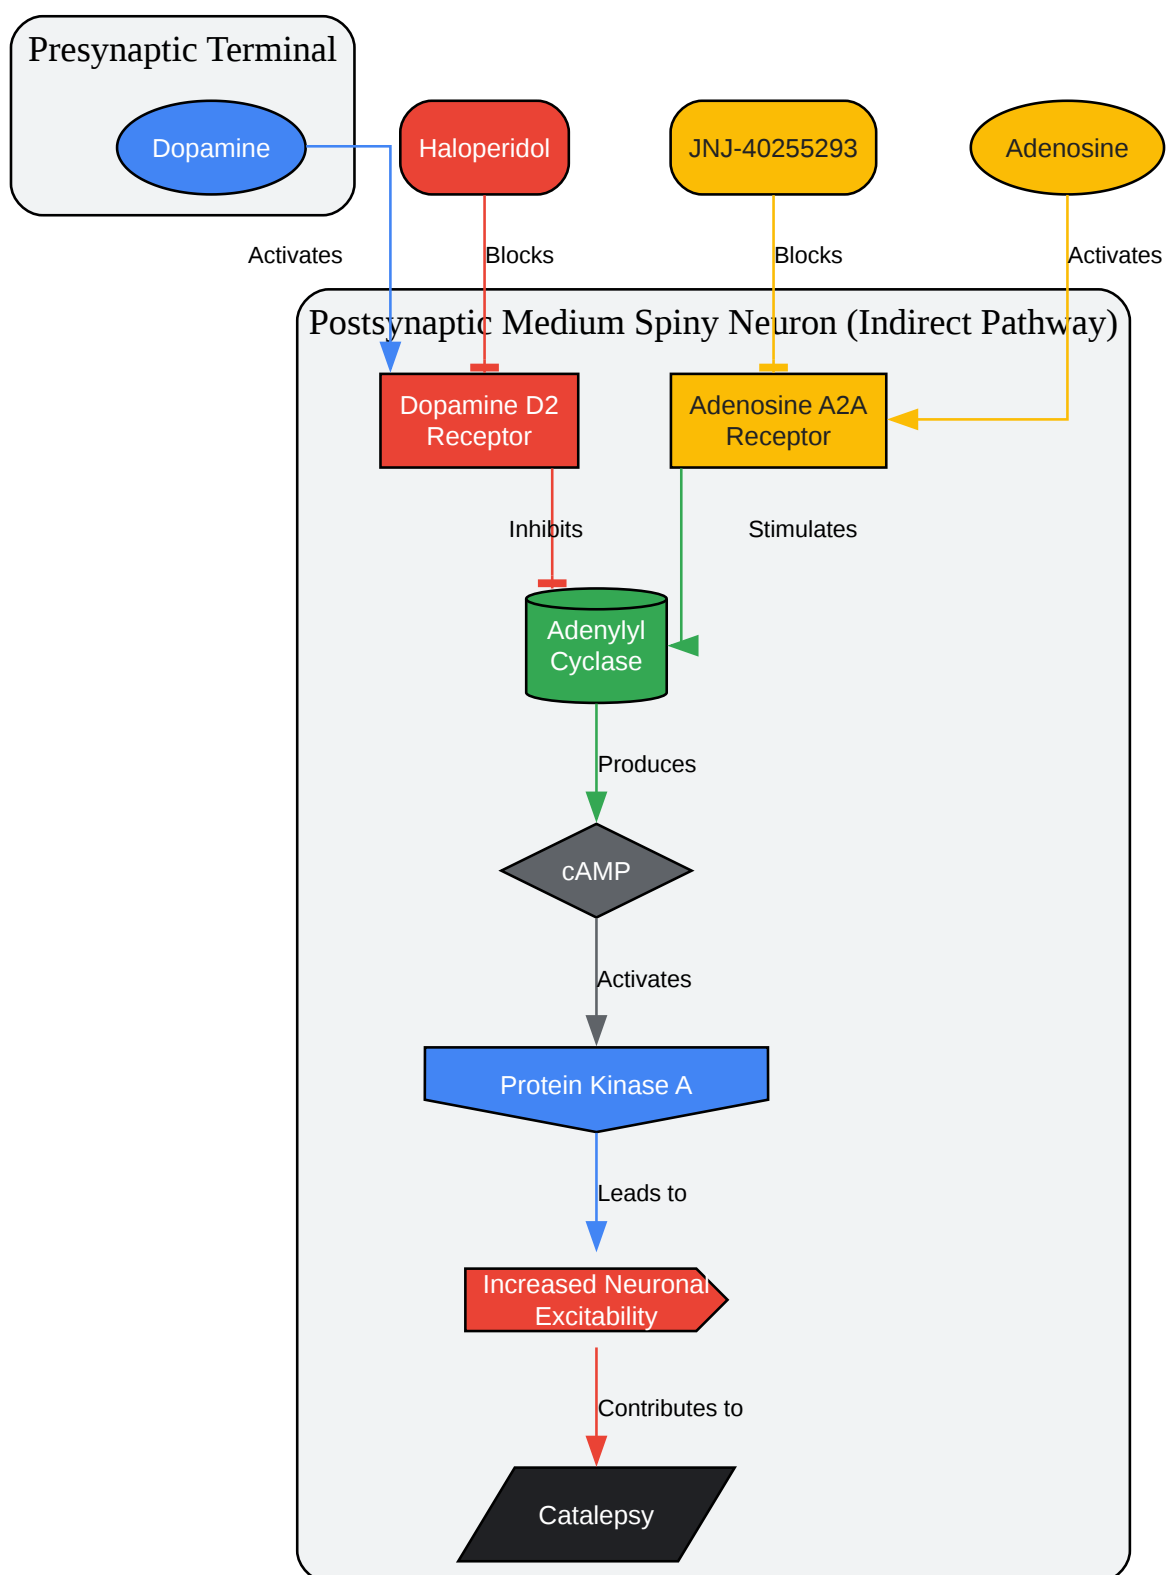 Presynaptic Terminal
Dopamine
Haloperidol
JNJ-40255293
Adenosine
Activates
Blocks
Blocks
Activates
Postsynaptic Medium Spiny Neuron (Indirect Pathway)
Dopamine D2
Receptor
Adenosine A2A
Receptor
Inhibits
Stimulates
Adenylyl
Cyclase
Produces
cAMP
Activates
Protein Kinase A
Leads to
Increased Neuronal
Excitability
Contributes to
Catalepsy